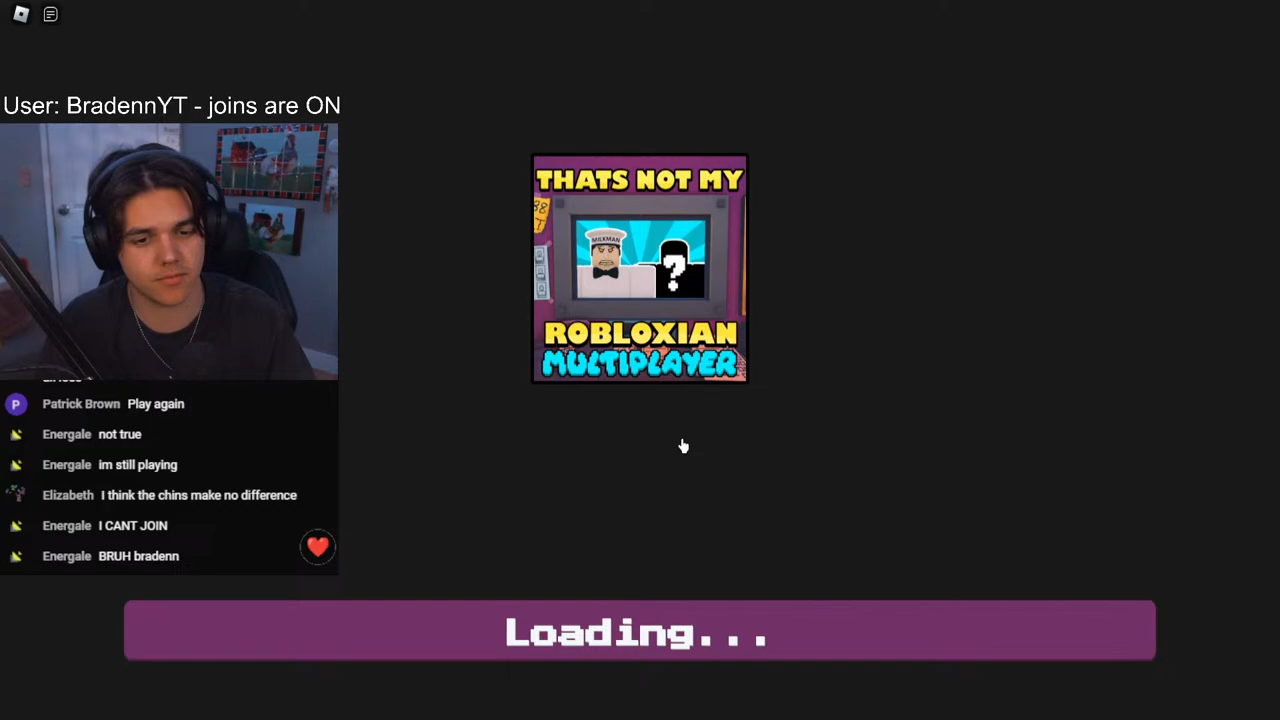 User: BradennYT - joins are ON
THATS NOT MY
MILKMAN
?
ROBLOXIAN
MULTIPLAYER
Patrick Brown Play again
Energale not true
Energale im still playing
Elizabeth I think the chins make no difference
Energale I CANT JOIN
Energale BRUH bradenn
Loading...